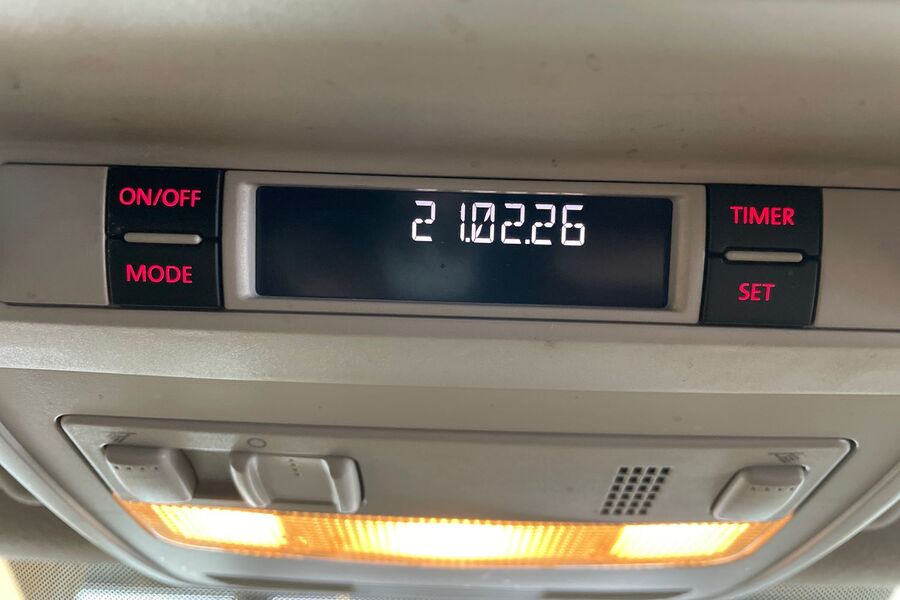 ON/OFF
MODE
21.02.26
TIMER
SET